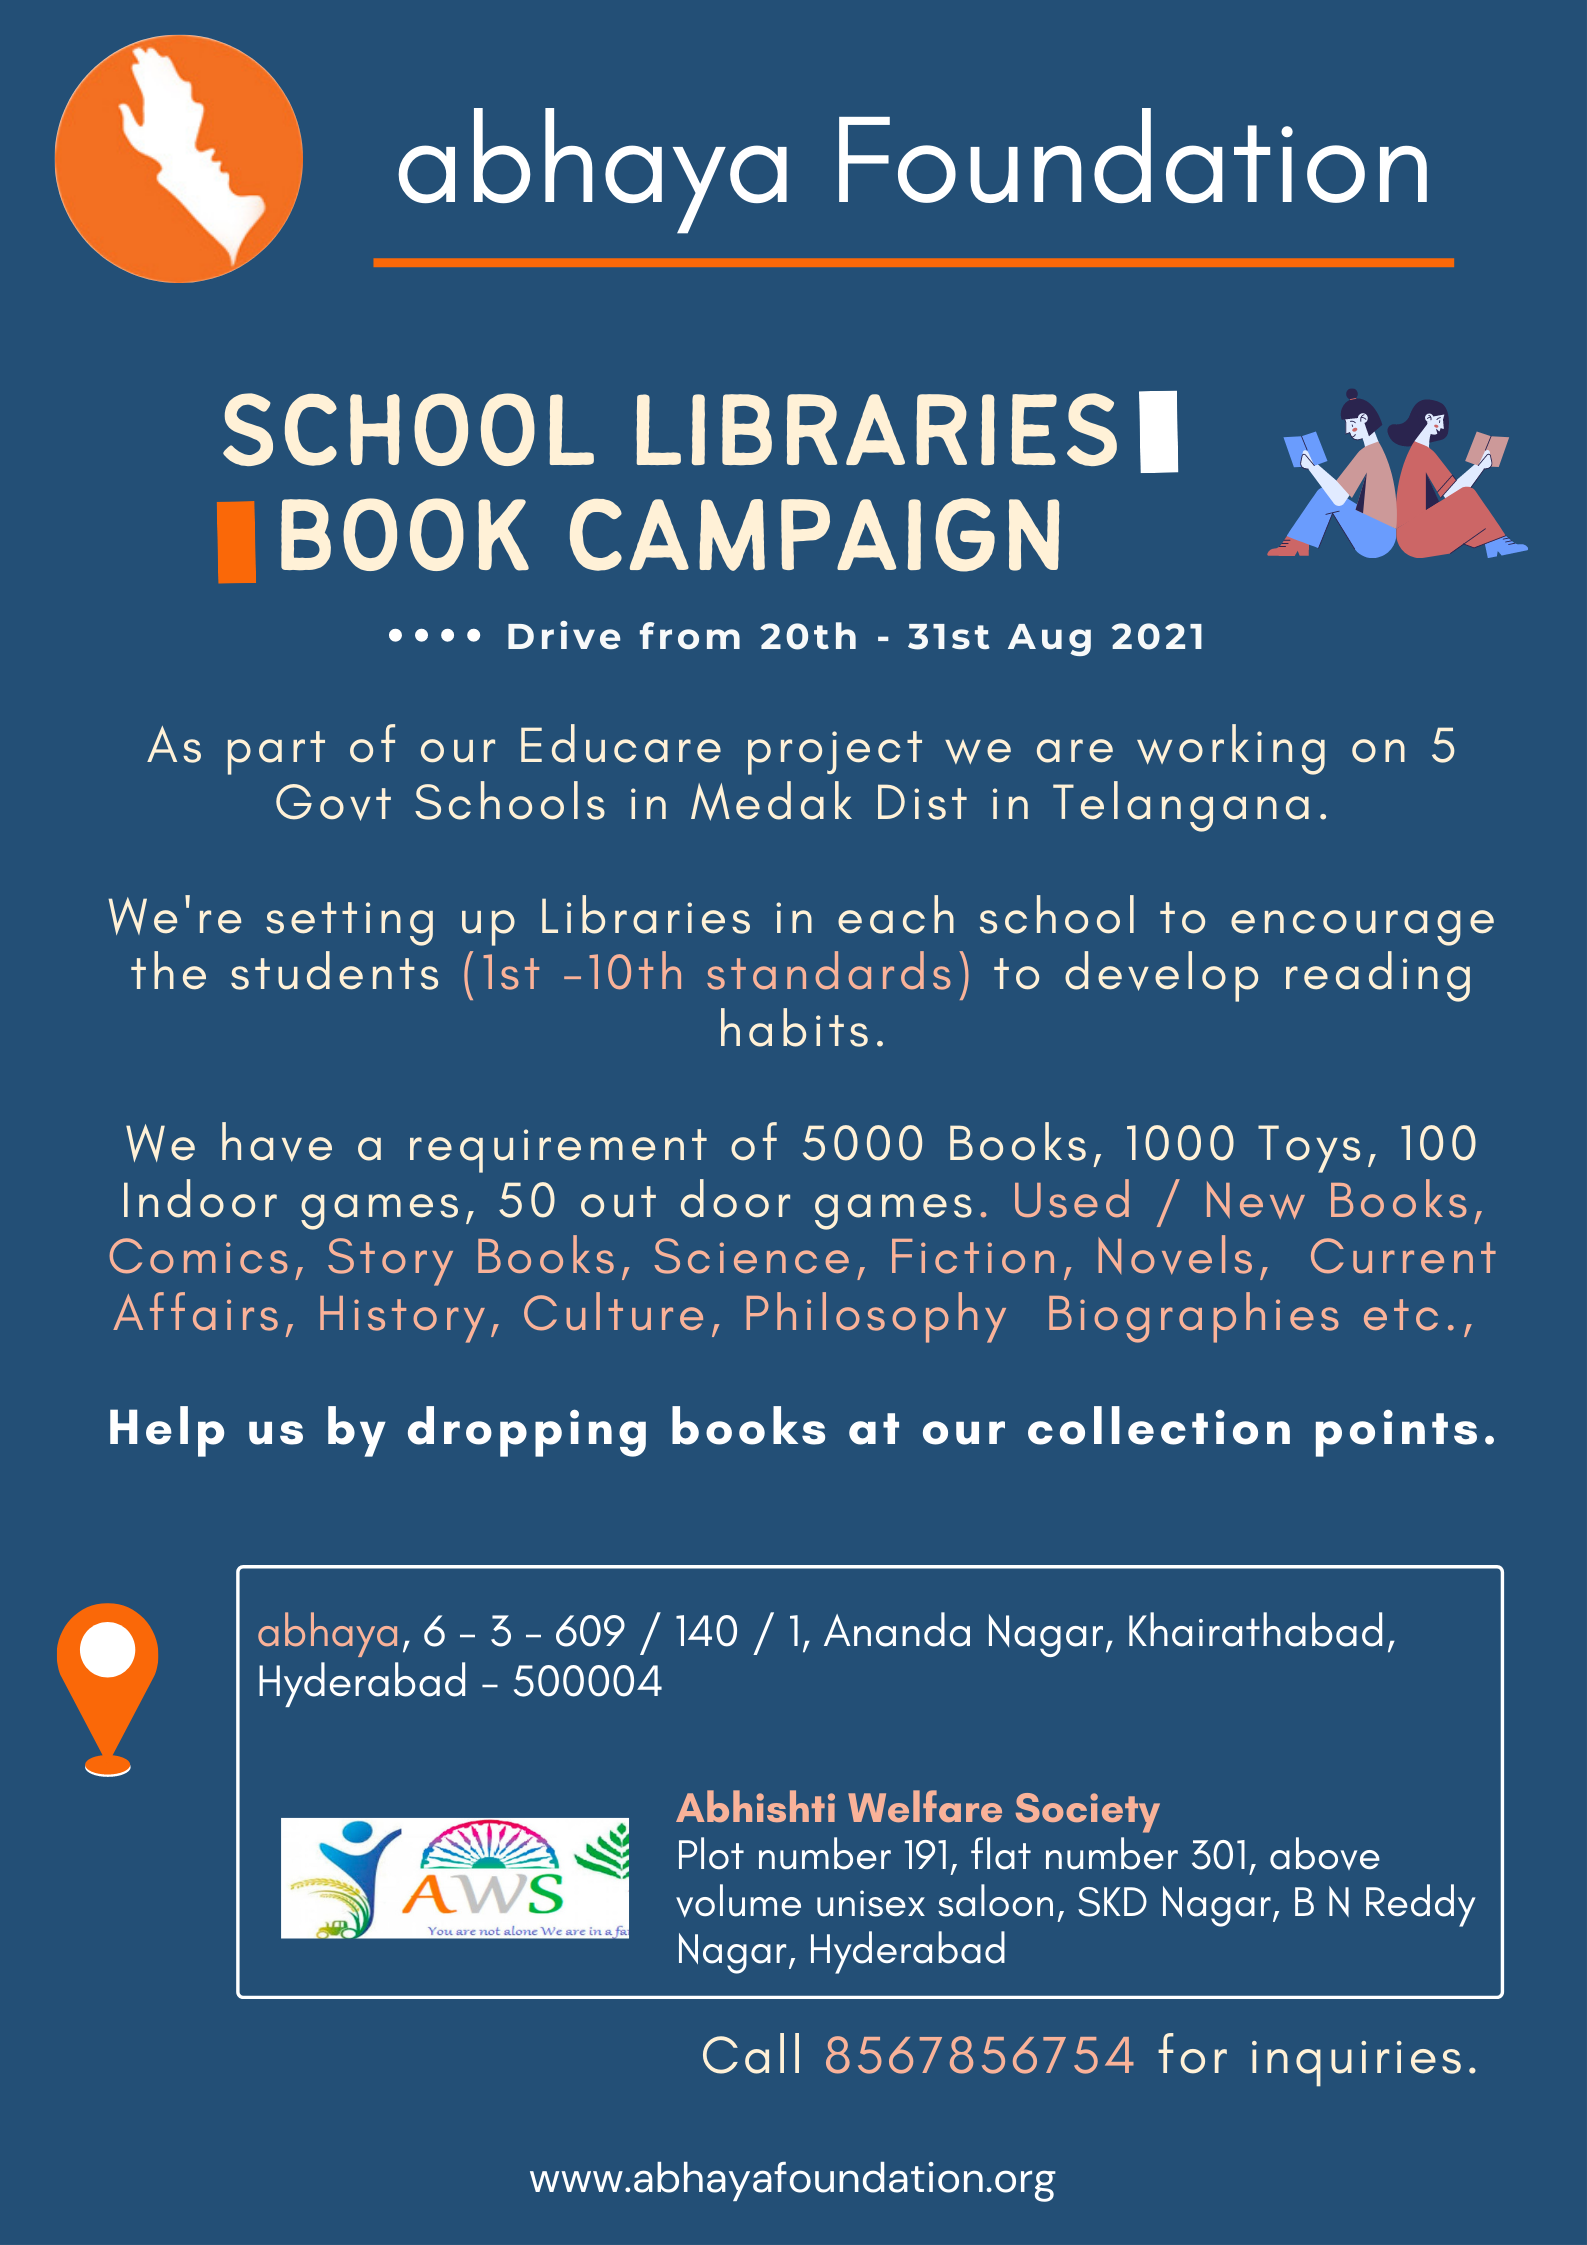 abhaya Foundation
SCHOOL LIBRARIES
BOOK CAMPAIGN
•••• Drive from 20th - 31st Aug 2021
As part of our Educare project we are working on 5
Govt Schools in Medak Dist in Telangana.
We're setting up Libraries in each school to encourage
the students (1st -10th standards) to develop reading
habits.
We have a requirement of 5000 Books, 1000 Toys, 100
Indoor games, 50 out door games. Used / New Books,
Comics, Story Books, Science, Fiction, Novels, Current
Affairs, History, Culture, Philosophy Biographies etc.,
Help us by dropping books at our collection points.
abhaya, 6 - 3 - 609 / 140 / 1, Ananda Nagar, Khairathabad,
Hyderabad - 500004
AWS
You are not alone We are in a fa
Abhishti Welfare Society
Plot number 191, flat number 301, above
volume unisex saloon, SKD Nagar, B N Reddy
Nagar, Hyderabad
Call 8567856754 for inquiries.
www.abhayafoundation.org